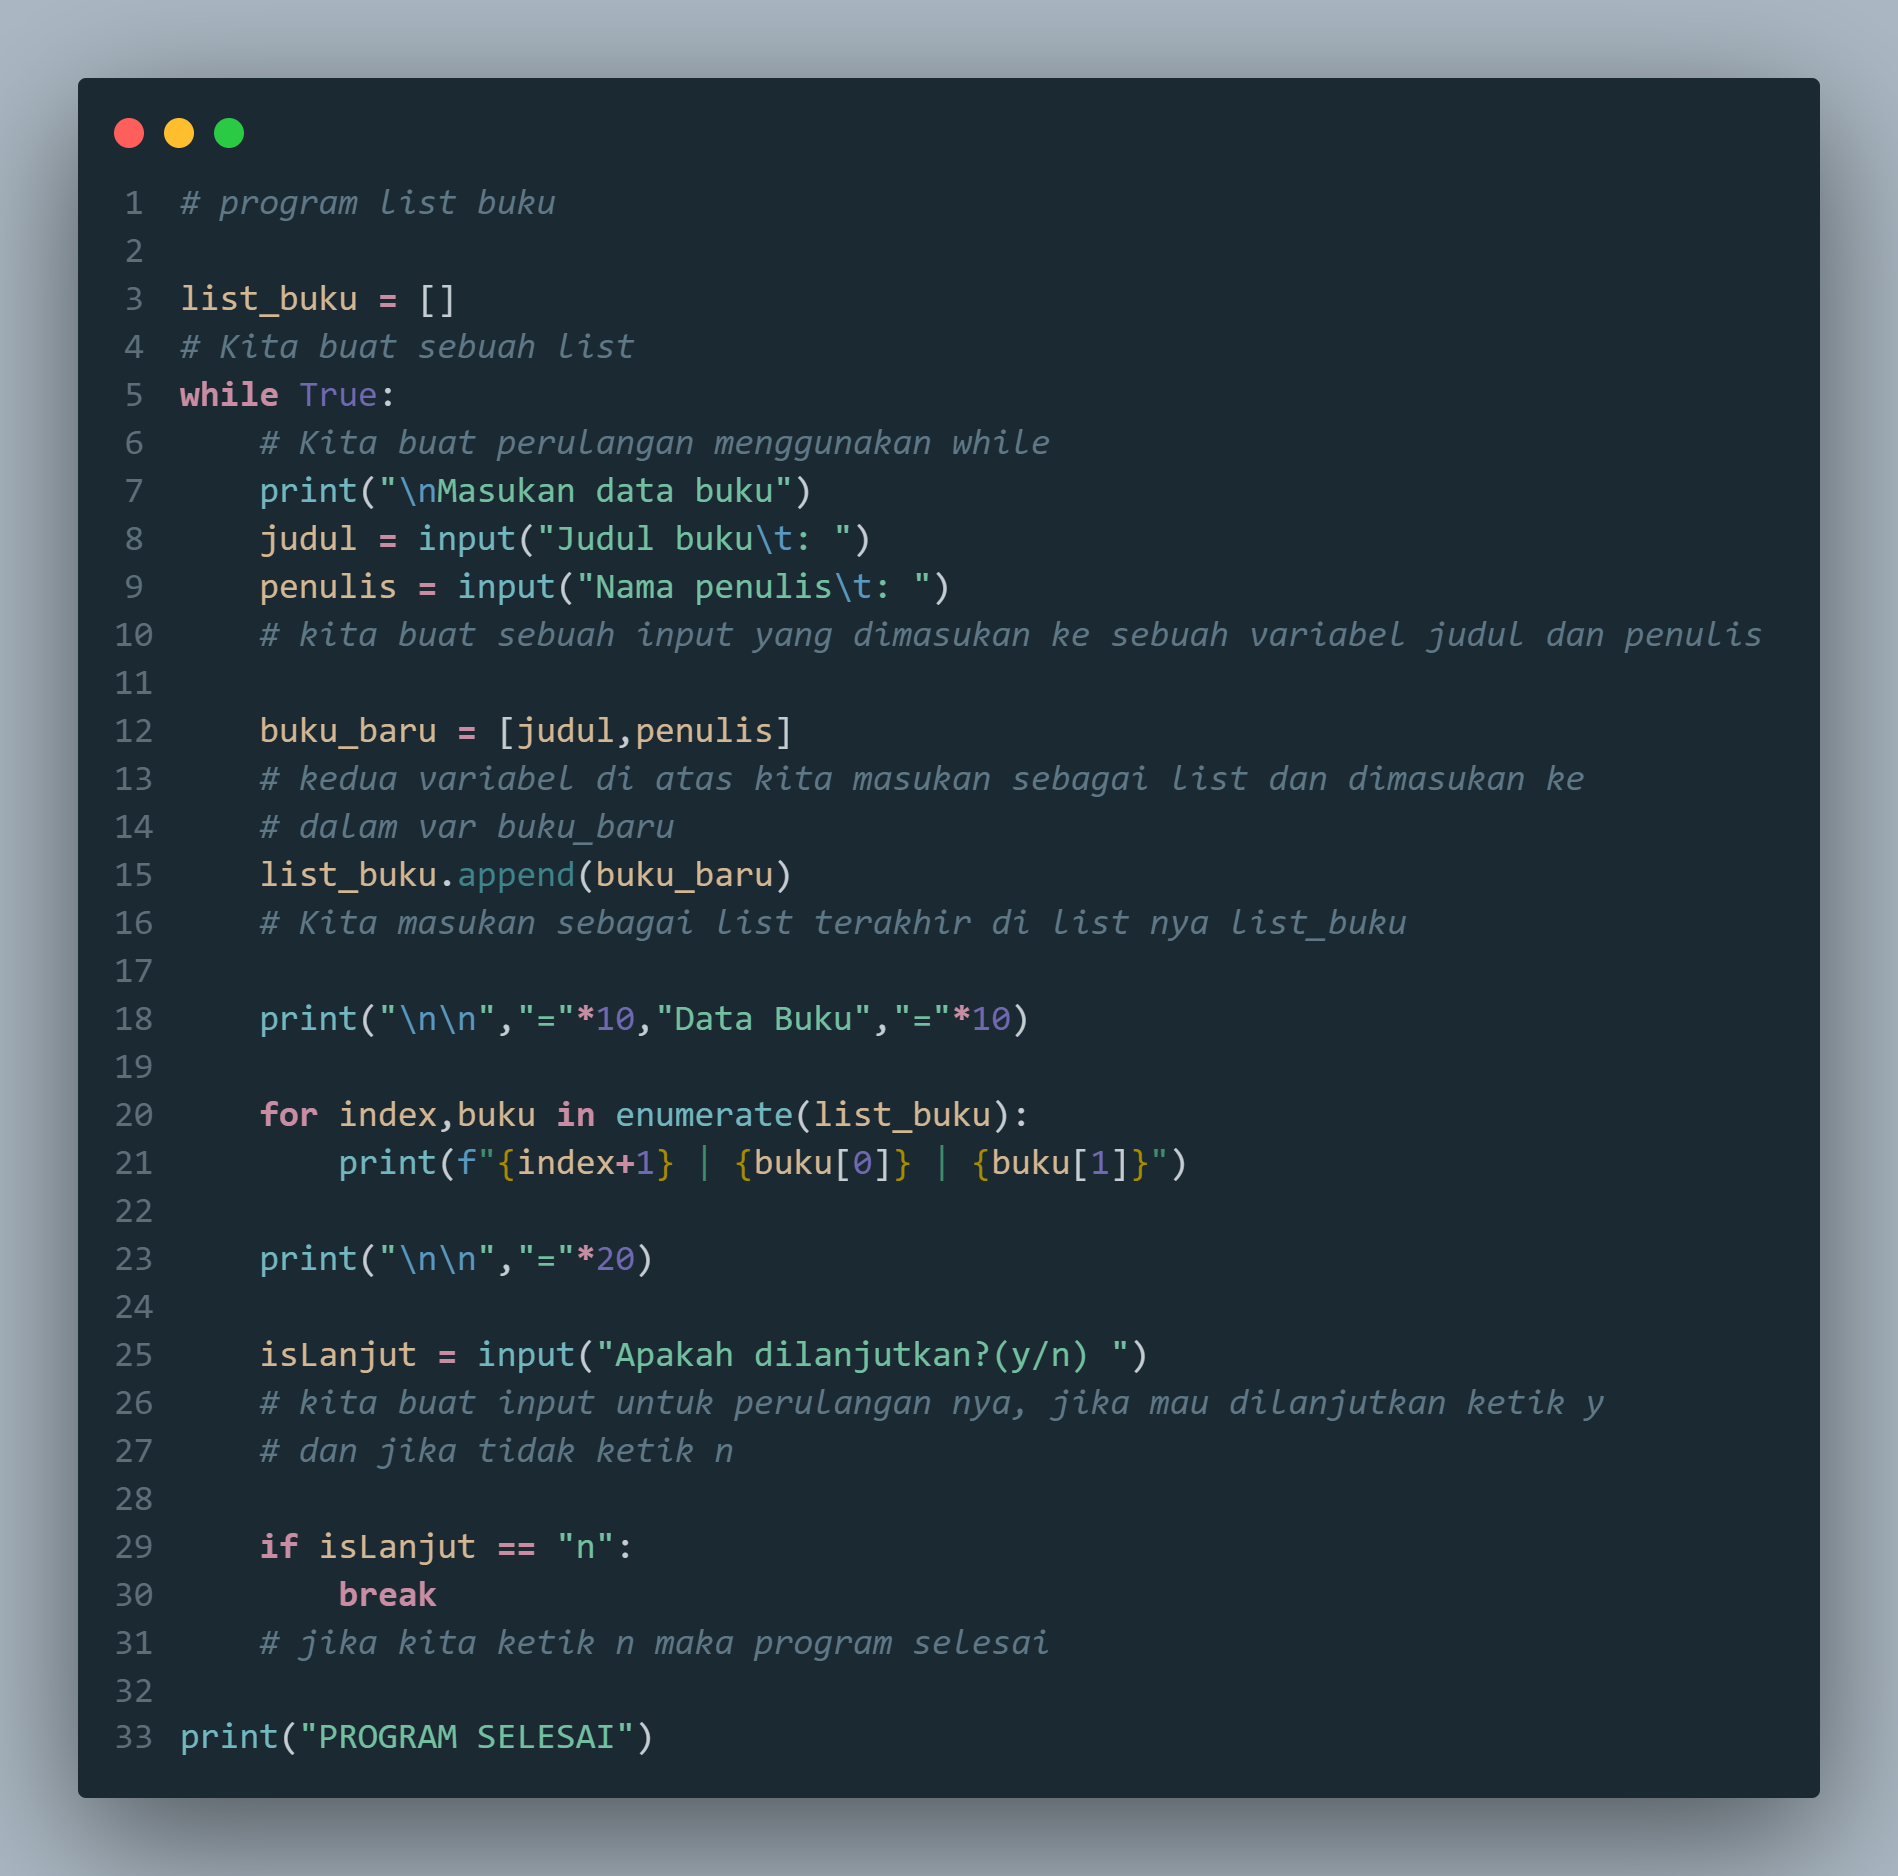 1 # program list buku
2
3 list_buku = []
4 # Kita buat sebuah list
5 while True:
6     # Kita buat perulangan menggunakan while
7     print("\nMasukan data buku")
8     judul = input("Judul buku\t: ")
9     penulis = input("Nama penulis\t: ")
10     # kita buat sebuah input yang dimasukan ke sebuah variabel judul dan penulis
11
12     buku_baru = [judul,penulis]
13     # kedua variabel di atas kita masukan sebagai list dan dimasukan ke
14     # dalam var buku_baru
15     list_buku.append(buku_baru)
16     # Kita masukan sebagai list terakhir di list nya list_buku
17
18     print("\n\n","="*10,"Data Buku","="*10)
19
20     for index,buku in enumerate(list_buku):
21         print(f"{index+1} | {buku[0]} | {buku[1]}")
22
23     print("\n\n","="*20)
24
25     isLanjut = input("Apakah dilanjutkan?(y/n) ")
26     # kita buat input untuk perulangan nya, jika mau dilanjutkan ketik y
27     # dan jika tidak ketik n
28
29     if isLanjut == "n":
30         break
31     # jika kita ketik n maka program selesai
32
33 print("PROGRAM SELESAI")